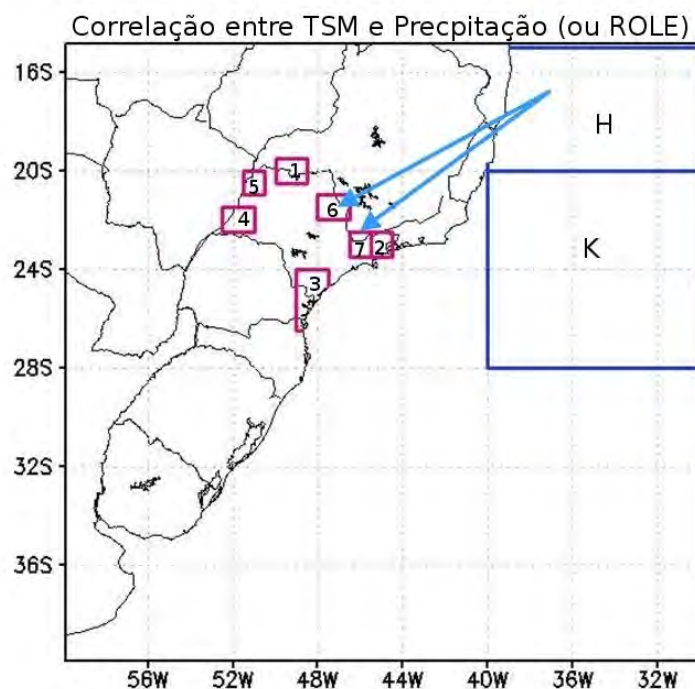 Correlação entre TSM e Precpitação (ou ROLE)
16S
H
20S
1
5
6
4
K
7
2
24S
3
28S
32S
36S
56W 52W 48W 44W 40W 36W 32W